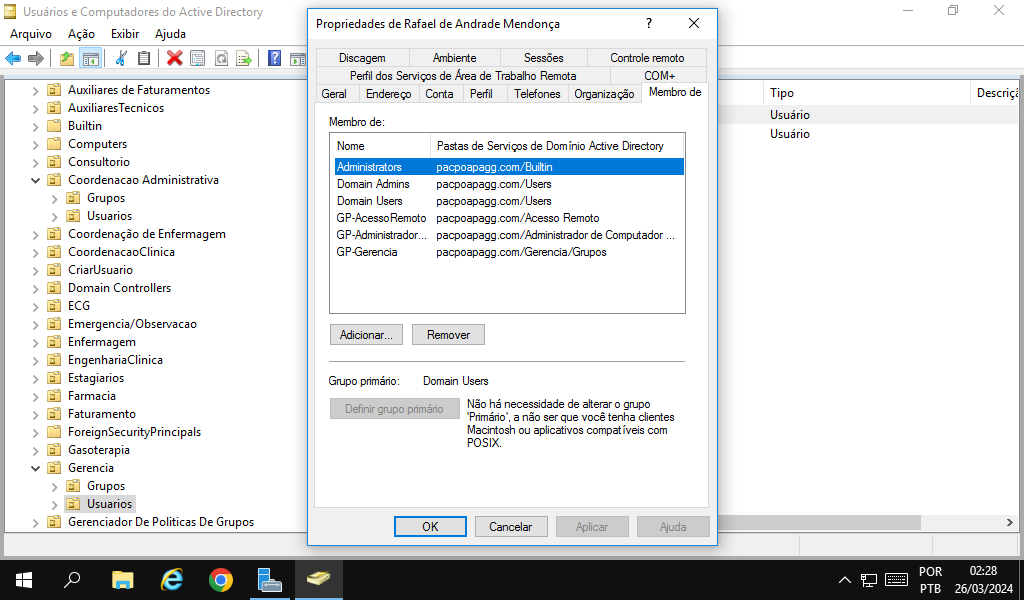 Usuários e Computadores do Active Directory
Arquivo Ação Exibir Ajuda
Auxiliares de Faturamentos
AuxiliaresTecnicos
Builtin
Computers
Consultorio
Coordenacao Administrativa
Grupos
Usuarios
Coordenação de Enfermagem
CoordenacaoClinica
CriarUsuario
Domain Controllers
ECG
Emergencia/Observacao
Enfermagem
EngenhariaClinica
Estagiarios
Farmacia
Faturamento
ForeignSecurityPrincipals
Gasoterapia
Gerencia
Grupos
Usuarios
Gerenciador De Politicas De Grupos
Propriedades de Rafael de Andrade Mendonça
?
Discagem Ambiente Sessões Controle remoto
Perfil dos Serviços de Área de Trabalho Remota COM+
Geral Endereço Conta Perfil Telefones Organização Membro de
Membro de:
Nome Pastas de Serviços de Domínio Active Directory
Administrators pacpoapagg.com/Builtin
Domain Admins pacpoapagg.com/Users
Domain Users pacpoapagg.com/Users
GP-AcessoRemoto pacpoapagg.com/Acesso Remoto
GP-Administrador... pacpoapagg.com/Administrador de Computador ...
GP-Gerencia pacpoapagg.com/Gerencia/Grupos
Adicionar... Remover
Grupo primário: Domain Users
Definir grupo primário
Não há necessidade de alterar o grupo
'Primário', a não ser que você tenha clientes
Macintosh ou aplicativos compatíveis com
POSIX.
OK Cancelar Aplicar Ajuda
Tipo Descriçã
Usuário
Usuário
POR
PTB
02:28
26/03/2024